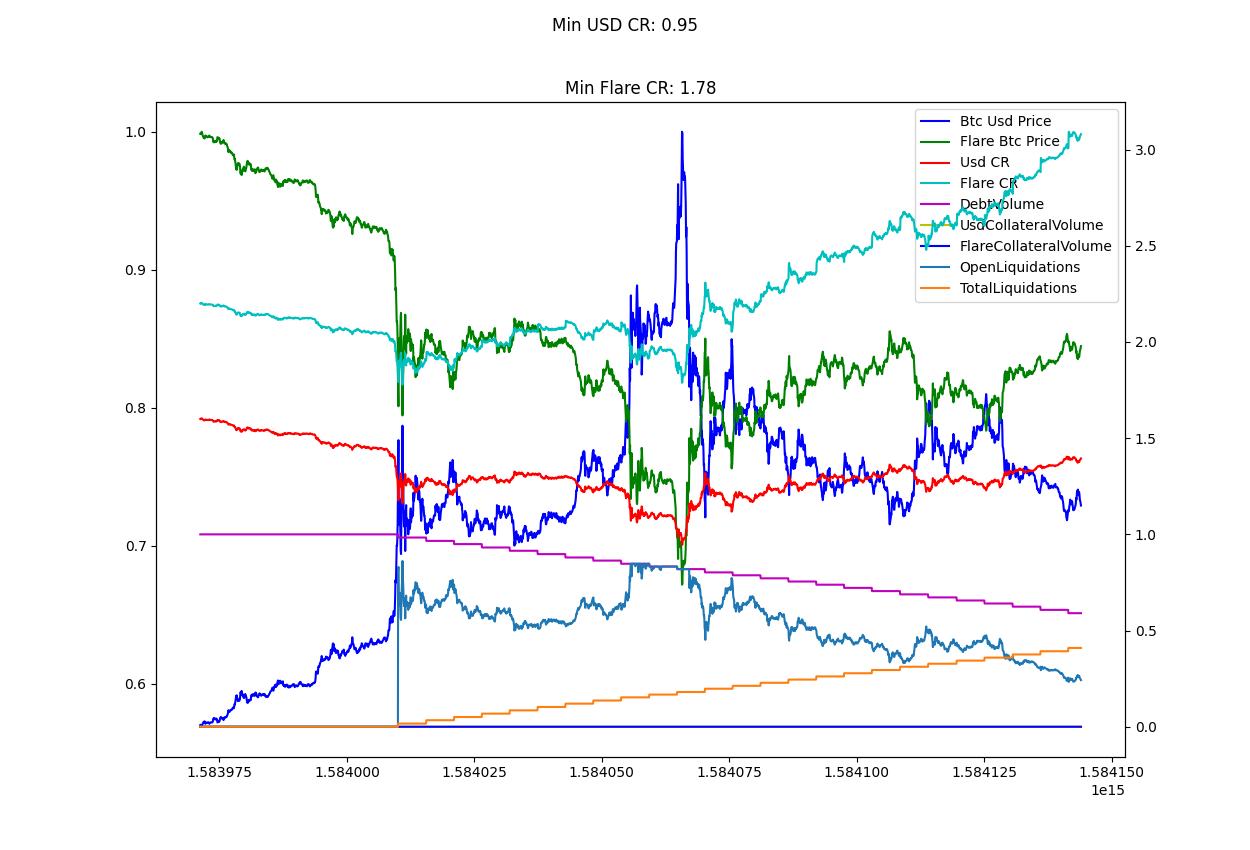 Min USD CR: 0.95
Min Flare CR: 1.78
1.0
0.9
0.8
0.7
0.6
3.0
2.5
2.0
1.5
1.0
0.5
0.0
Btc Usd Price
Flare Btc Price
Usd CR
Flare CR
DebtVolume
UsdCollateralVolume
FlareCollateralVolume
OpenLiquidations
TotalLiquidations
1.583975 1.584000 1.584025 1.584050 1.584075 1.584100 1.584125 1.584150
1e15